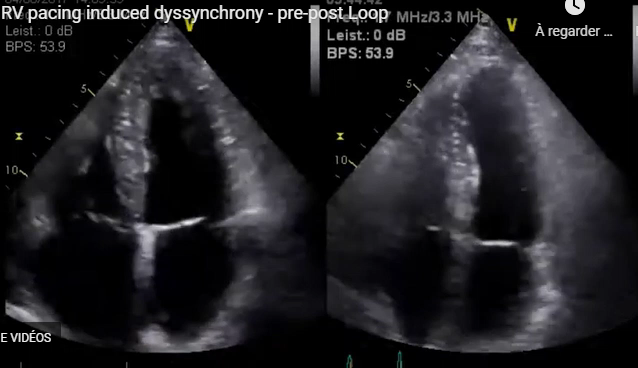 RV pacing induced dyssynchrony - pre-post Loop
À regarder ...
Leist.: 0 dB
BPS: 53.9
MHz/3.3 MHz
Leist.: 0 dB
BPS: 53.9
V
V
5
5
10
10
E VIDÉOS